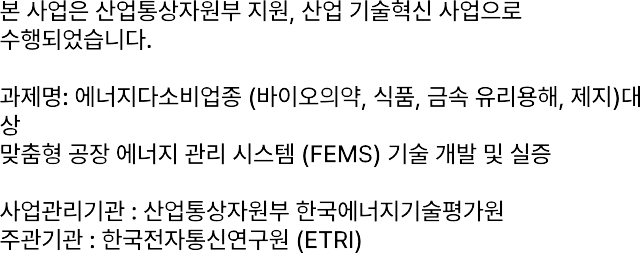 본 사업은 산업통상자원부 지원, 산업 기술혁신 사업으로
수행되었습니다.
과제명: 에너지다소비업종 (바이오의약, 식품, 금속 유리용해, 제지)대
상
맞춤형 공장 에너지 관리 시스템 (FEMS) 기술 개발 및 실증
사업관리기관 : 산업통상자원부 한국에너지기술평가원
주관기관 : 한국전자통신연구원 (ETRI)